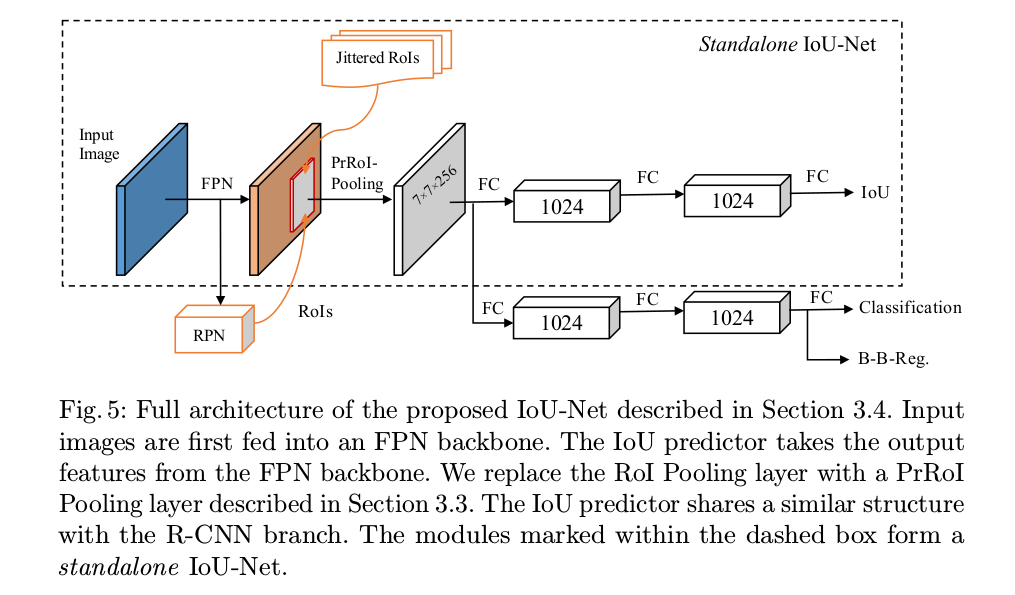 Standalone IoU-Net
Jittered RoIs
Input
Image
FPN
PrRoI-
Pooling
7×7×256
FC
1024
FC
1024
FC
IoU
RPN
RoIs
FC
1024
FC
1024
FC
Classification
B-B-Reg.
Fig. 5: Full architecture of the proposed IoU-Net described in Section 3.4. Input
images are first fed into an FPN backbone. The IoU predictor takes the output
features from the FPN backbone. We replace the RoI Pooling layer with a PrRoI
Pooling layer described in Section 3.3. The IoU predictor shares a similar structure
with the R-CNN branch. The modules marked within the dashed box form a
standalone IoU-Net.